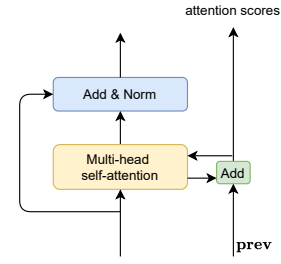 attention scores
Add & Norm
Multi-head
self-attention
Add
prev